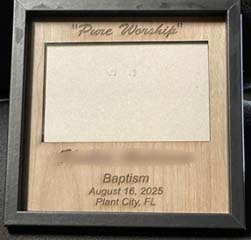 "Pure Worship"
Baptism
August 16, 2025
Plant City, FL